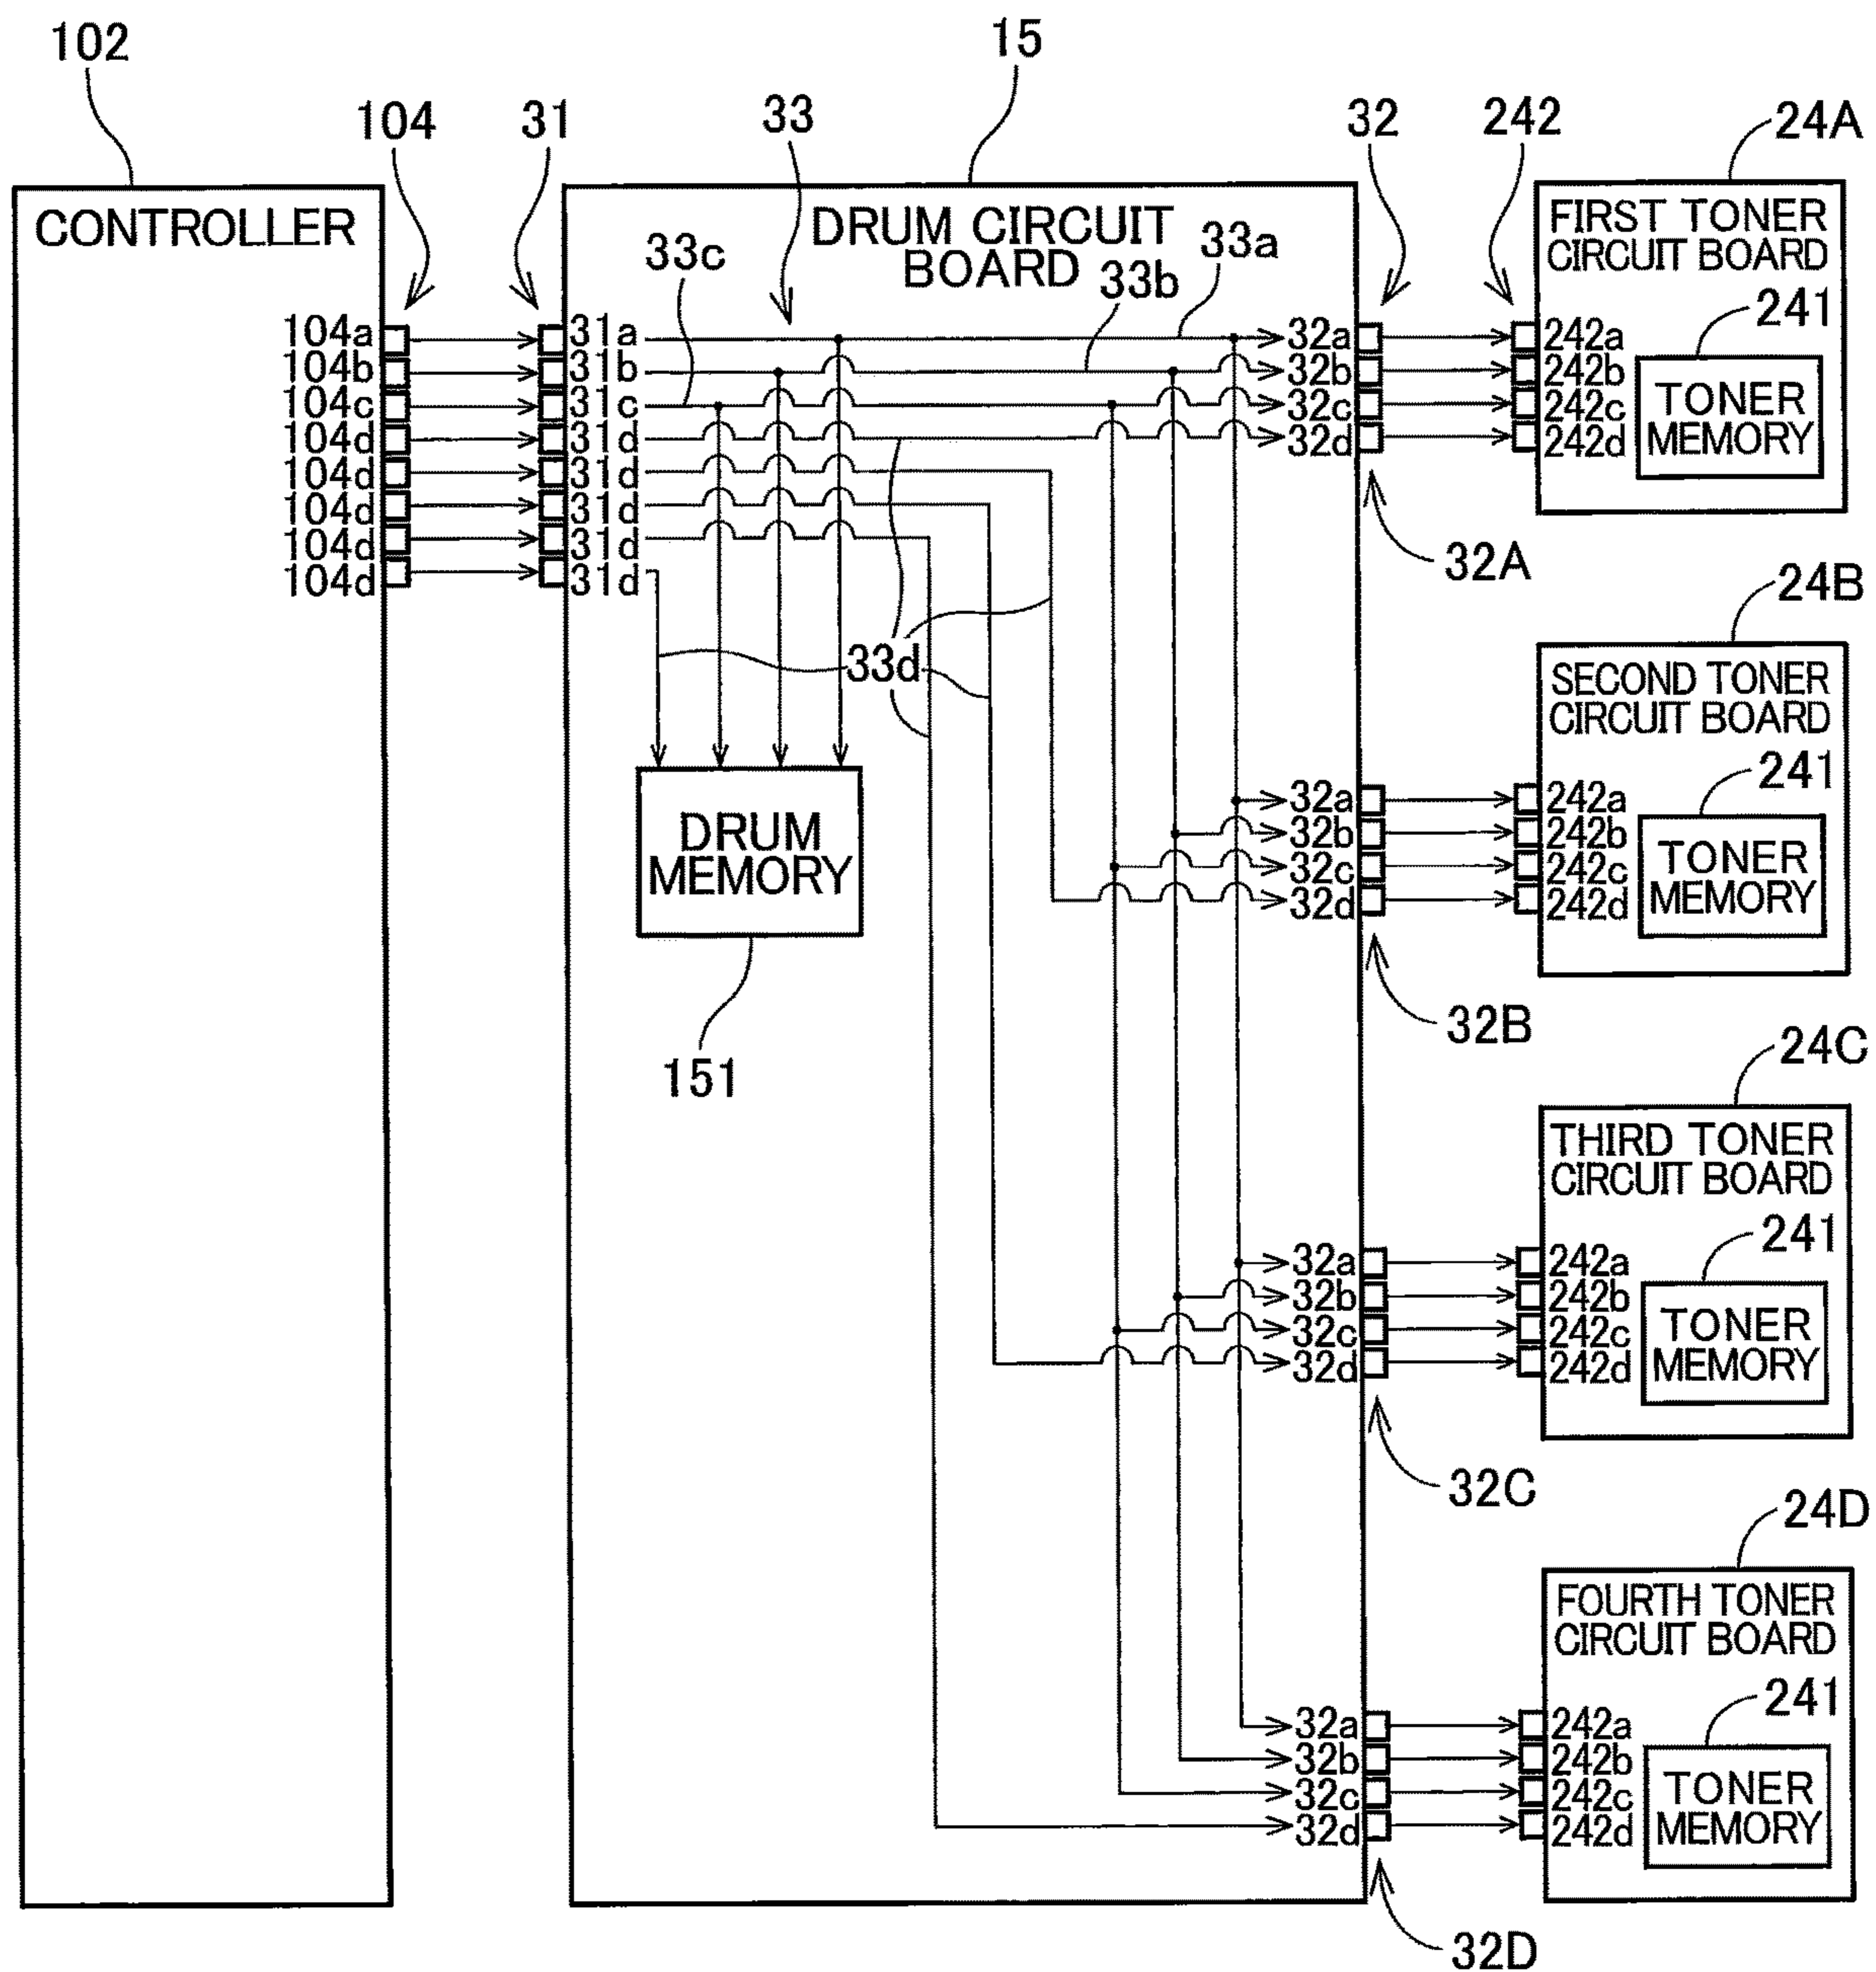 102
15
104
31
33
32
242
24A
CONTROLLER
DRUM CIRCUIT
BOARD
33c
33b
33a
FIRST TONER
CIRCUIT BOARD
241
TONER
MEMORY
104a
104b
104c
104d
104d
104d
104d
104d
31a
31b
31c
31d
31d
31d
31d
31d
32a
32b
32c
32d
242a
242b
242c
242d
32A
33d
24B
SECOND TONER
CIRCUIT BOARD
241
TONER
MEMORY
32a
32b
32c
32d
242a
242b
242c
242d
DRUM
MEMORY
151
32B
24C
THIRD TONER
CIRCUIT BOARD
241
TONER
MEMORY
32a
32b
32c
32d
242a
242b
242c
242d
32C
24D
FOURTH TONER
CIRCUIT BOARD
241
TONER
MEMORY
32a
32b
32c
32d
242a
242b
242c
242d
32D